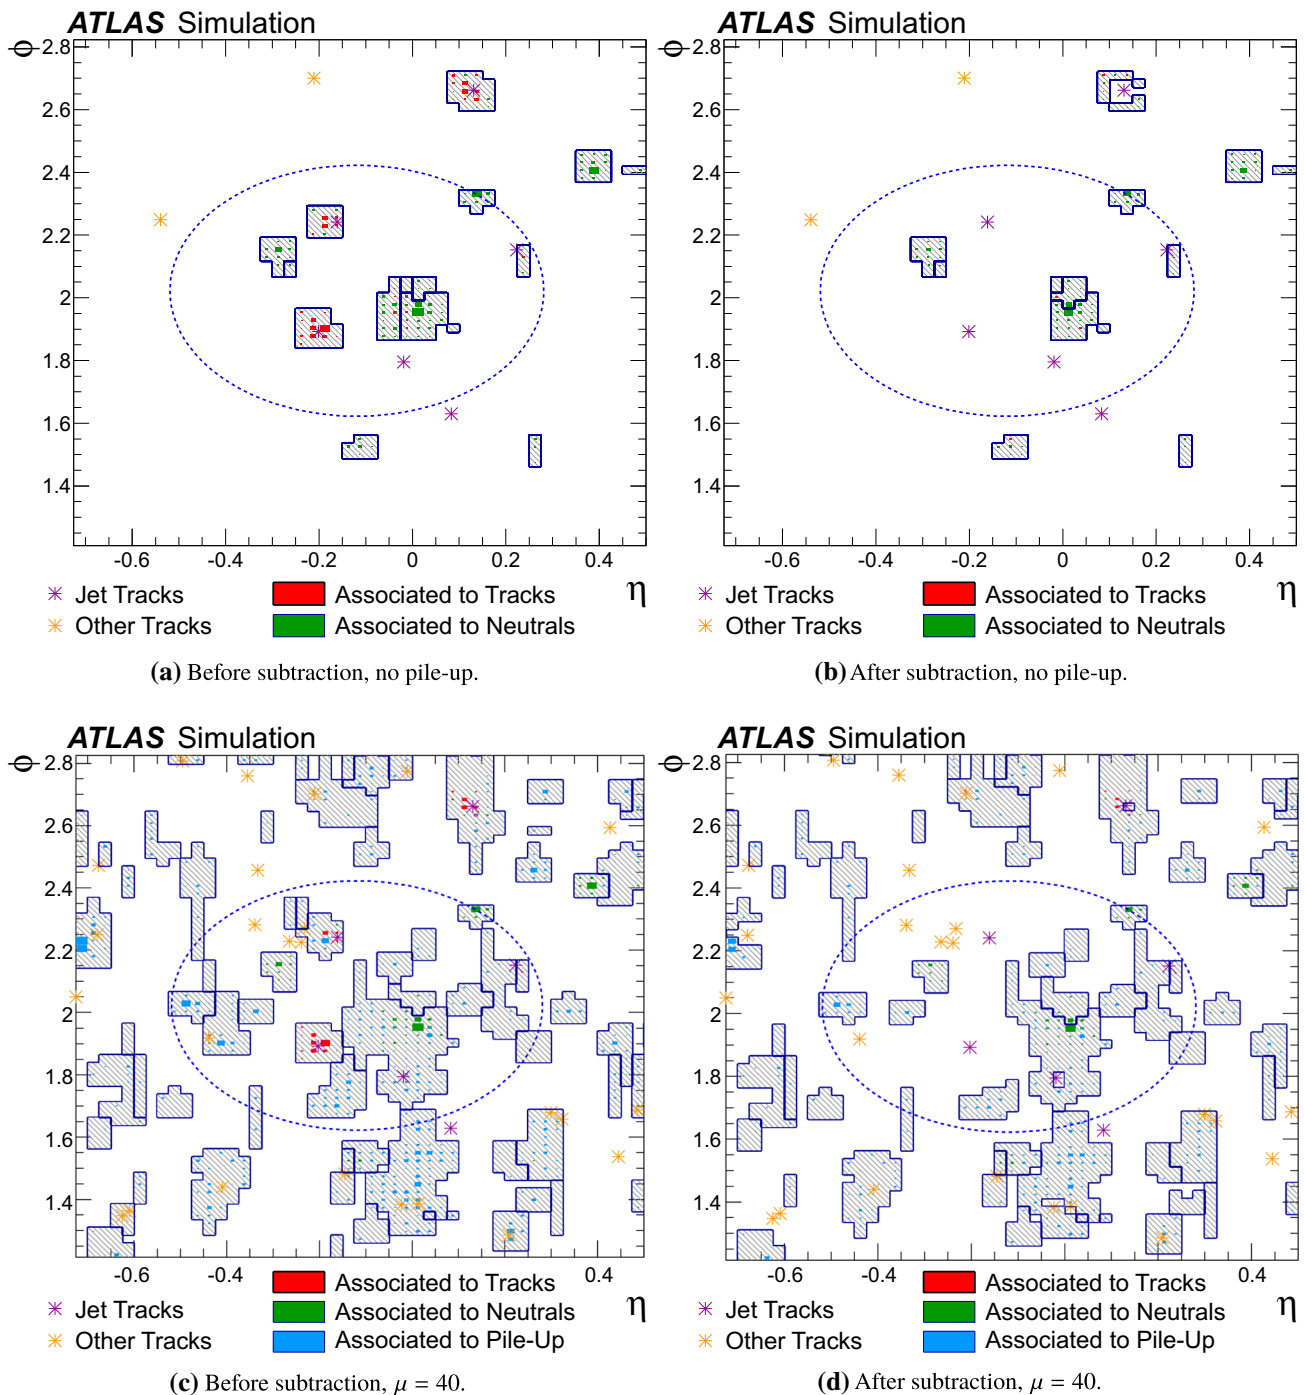 ATLAS Simulation
ϕ
2.8
2.6
2.4
2.2
2
1.8
1.6
1.4
-0.6 -0.4 -0.2 0 0.2 0.4
η
Jet Tracks Associated to Tracks
Other Tracks Associated to Neutrals
(a) Before subtraction, no pile-up.
ATLAS Simulation
ϕ
2.8
2.6
2.4
2.2
2
1.8
1.6
1.4
-0.6 -0.4 -0.2 0 0.2 0.4
η
Jet Tracks Associated to Tracks
Other Tracks Associated to Neutrals
(b) After subtraction, no pile-up.
ATLAS Simulation
ϕ
2.8
2.6
2.4
2.2
2
1.8
1.6
1.4
-0.6 -0.4 -0.2 0 0.4
η
Associated to Tracks
Jet Tracks Associated to Neutrals
Other Tracks Associated to Pile-Up
(c) Before subtraction, μ = 40.
ATLAS Simulation
ϕ
2.8
2.6
2.4
2.2
2
1.8
1.6
1.4
-0.6 -0.4 -0.2 0 0.4
η
Associated to Tracks
Jet Tracks Associated to Neutrals
Other Tracks Associated to Pile-Up
(d) After subtraction, μ = 40.